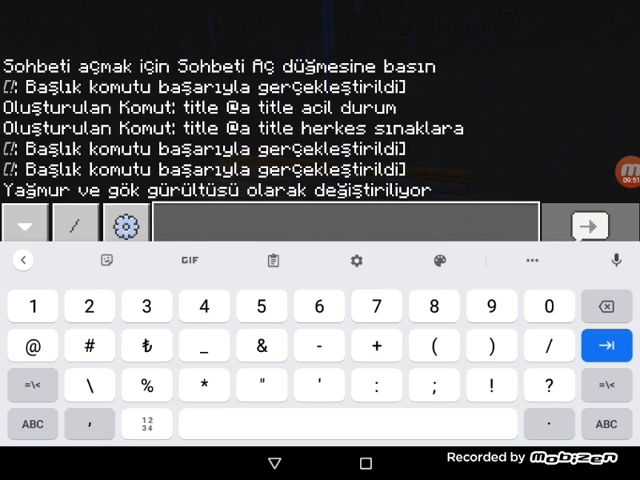 Sohbeti açmak için Sohbeti Aç düğmesine basın
[!: Başlık komutu başarıyla gerçekleştirildi]
Oluşturulan Komut: title @a title acil durum
Oluşturulan Komut: title @a title herkes sınaklara
[!: Başlık komutu başarıyla gerçekleştirildi]
[!: Başlık komutu başarıyla gerçekleştirildi]
Yağmur ve gök gürültüsü olarak değiştiriliyor
09:51
/
GIF
1 2 3 4 5 6 7 8 9 0
@ # ₺ _ & - + ( ) /
=\< \ % * " ' : ; ! ? =\<
ABC , 12 34 . ABC
Recorded by Mobizen